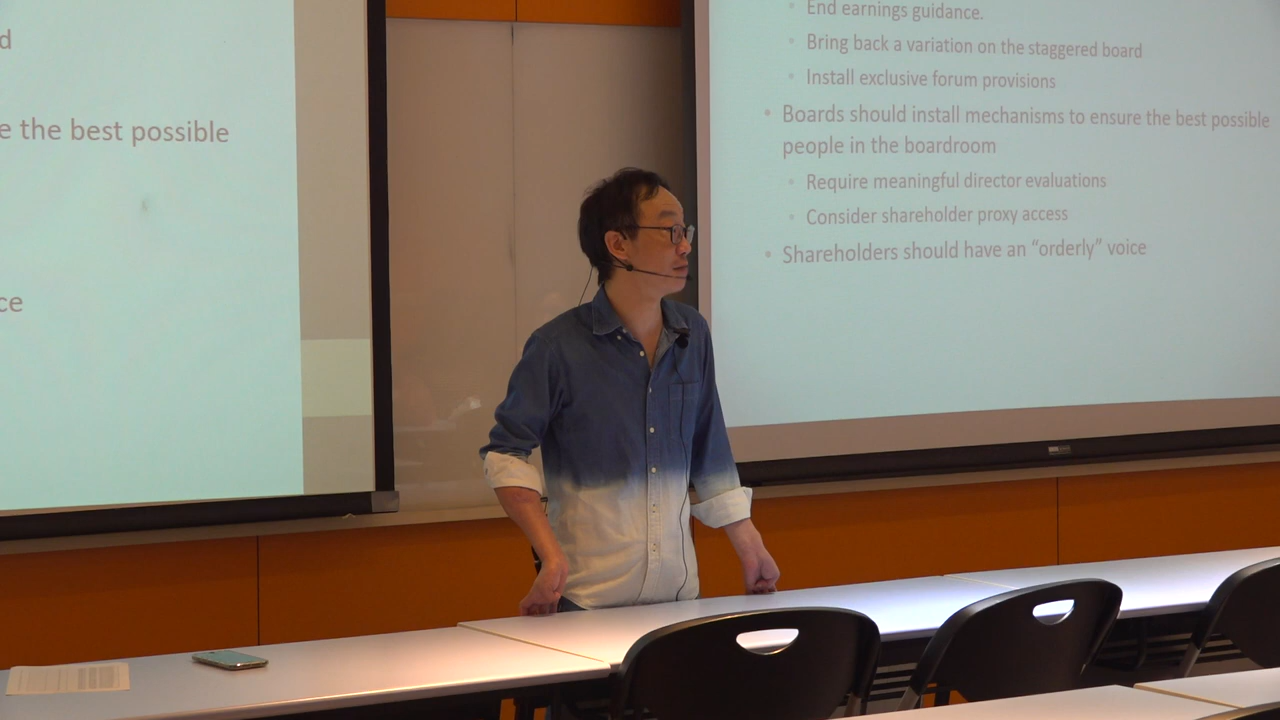 d
e the best possible
ce
End earnings guidance.
Bring back a variation on the staggered board
Install exclusive forum provisions
Boards should install mechanisms to ensure the best possible
people in the boardroom
Require meaningful director evaluations
Consider shareholder proxy access
Shareholders should have an “orderly” voice